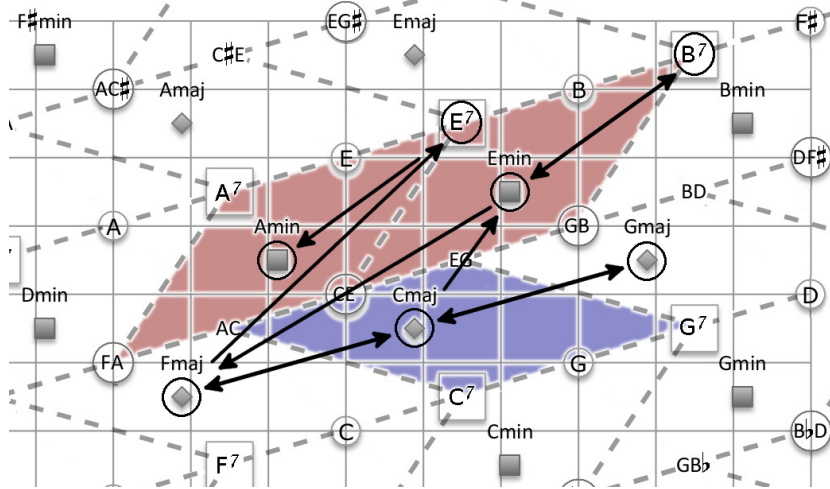 F♯min
EG♯
Emaj
F♯
C♯E
B⁷
AC♯
Amaj
B
Bmin
E⁷
E
Emin
DF♯
A⁷
BD
A
Amin
GB
Gmaj
EG
Dmin
CE
Cmaj
D
AC
G⁷
FA
Fmaj
G
Gmin
C⁷
C
Cmin
B♭D
F⁷
GB♭